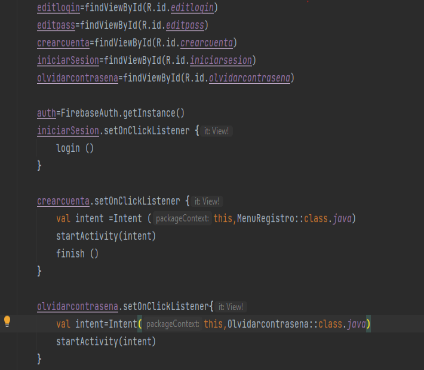 editlogin=findViewById(R.id.editlogin)
editpass=findViewById(R.id.editpass)
crearcuenta=findViewById(R.id.crearcuenta)
iniciarSesion=findViewById(R.id.iniciarsesion)
olvidarcontrasena=findViewById(R.id.olvidarcontrasena)
auth=FirebaseAuth.getInstance()
iniciarSesion.setOnClickListener { it: View!
login ()
}
crearcuenta.setOnClickListener { it: View!
val intent =Intent ( packageContext: this,MenuRegistro::class.java)
startActivity(intent)
finish ()
}
olvidarcontrasena.setOnClickListener{ it: View!
val intent=Intent( packageContext: this,Olvidarcontrasena::class.java)
startActivity(intent)
}